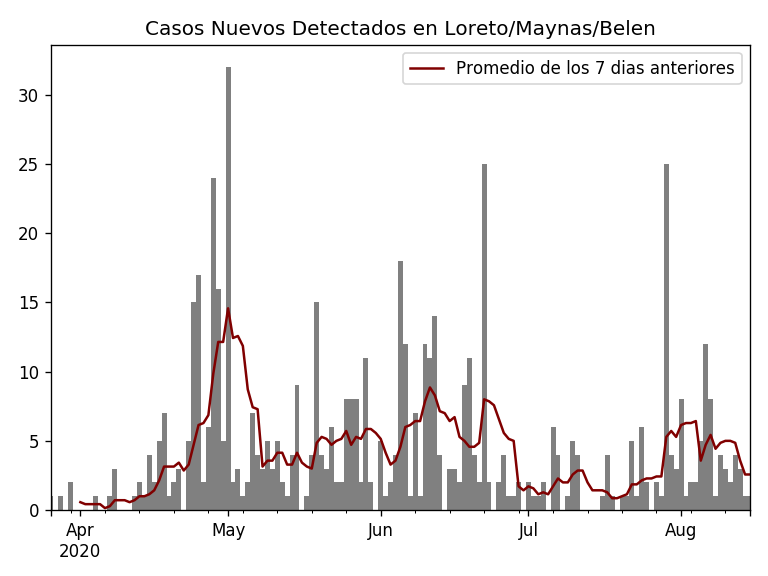 Casos Nuevos Detectados en Loreto/Maynas/Belen
Promedio de los 7 dias anteriores
30
25
20
15
10
5
0
Apr
2020
May
Jun
Jul
Aug